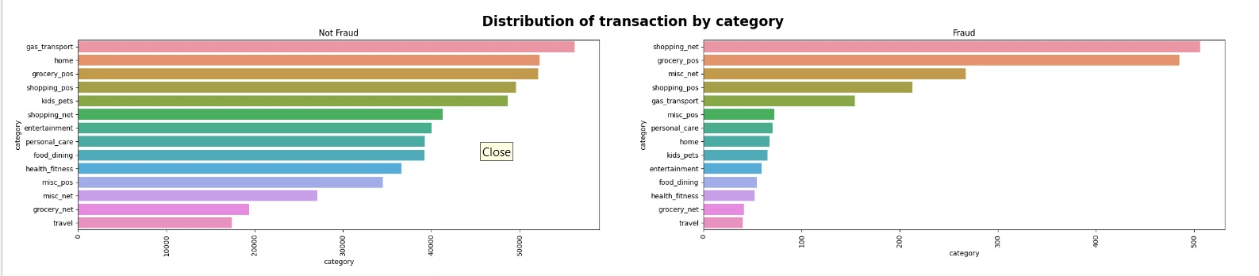 Distribution of transaction by category
Not Fraud
gas_transport
home
grocery_pos
shopping_pos
kids_pets
shopping_net
entertainment
personal_care
food_dining
health_fitness
misc_pos
misc_net
grocery_net
travel
category
0
10000
20000
30000
40000
50000
category
Close
Fraud
shopping_net
grocery_pos
misc_net
shopping_pos
gas_transport
misc_pos
personal_care
home
kids_pets
entertainment
food_dining
health_fitness
grocery_net
travel
category
0
100
200
300
400
500
category